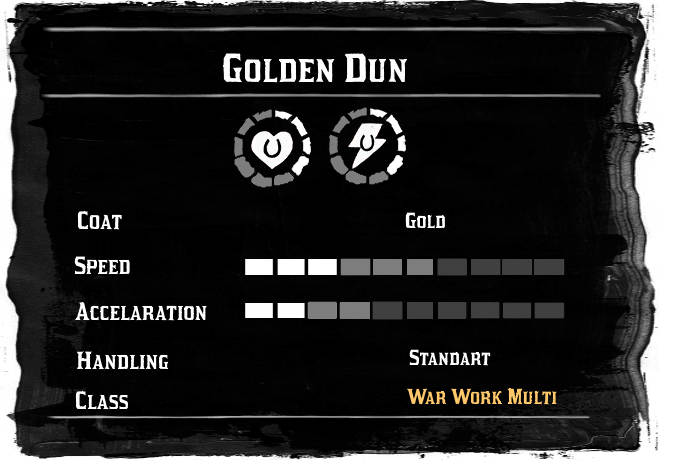 Golden Dun
Coat Gold
Speed
Accelaration
Handling Standart
Class War Work Multi